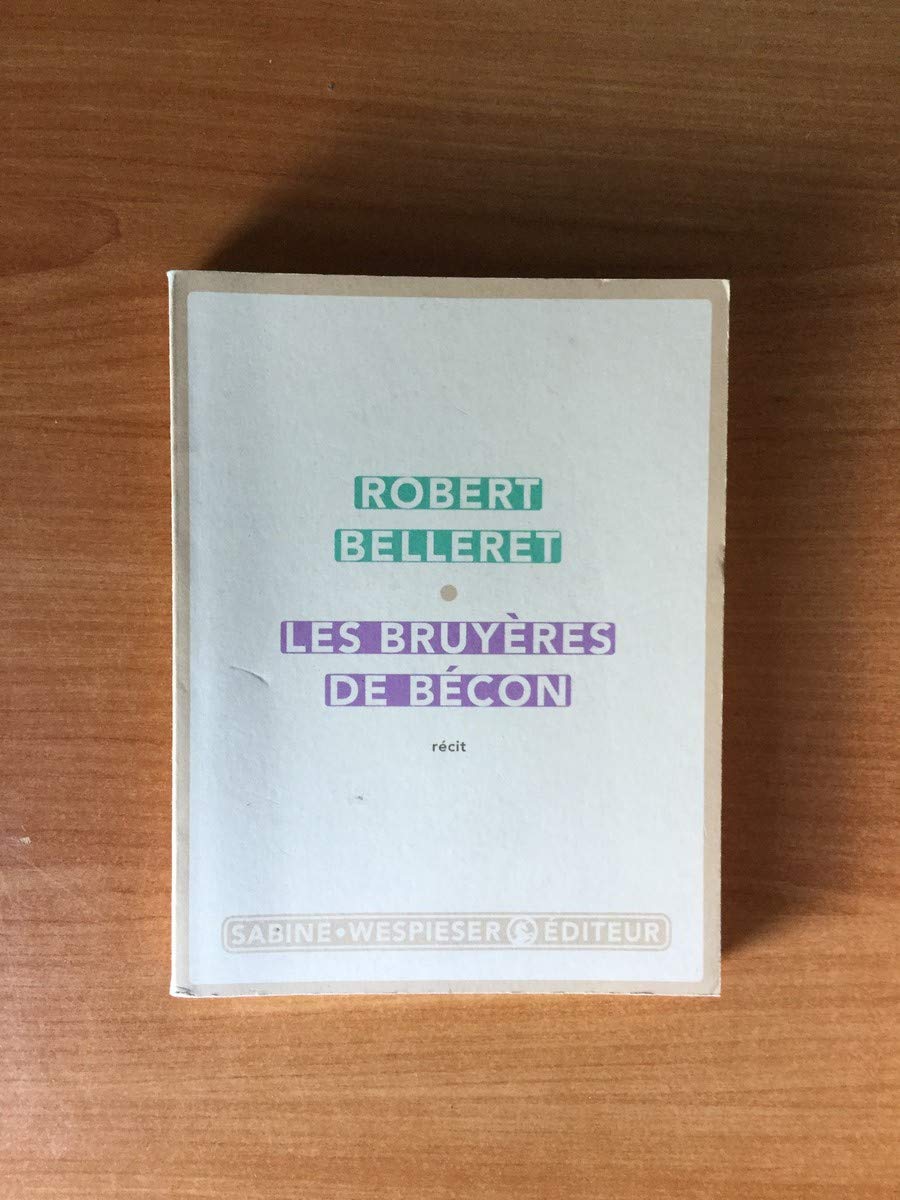 ROBERT
BELLERET
LES BRUYÈRES
DE BÉCON
récit
SABINE•WESPIESER ÉDITEUR